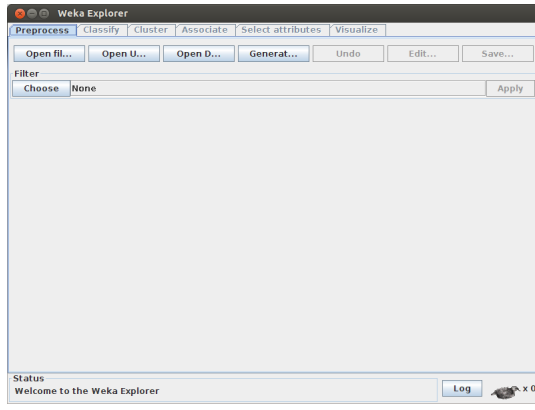 Weka Explorer
Preprocess Classify Cluster Associate Select attributes Visualize
Open fil... Open U... Open D... Generat... Undo Edit... Save...
Filter
Choose None Apply
Status
Welcome to the Weka Explorer Log x 0